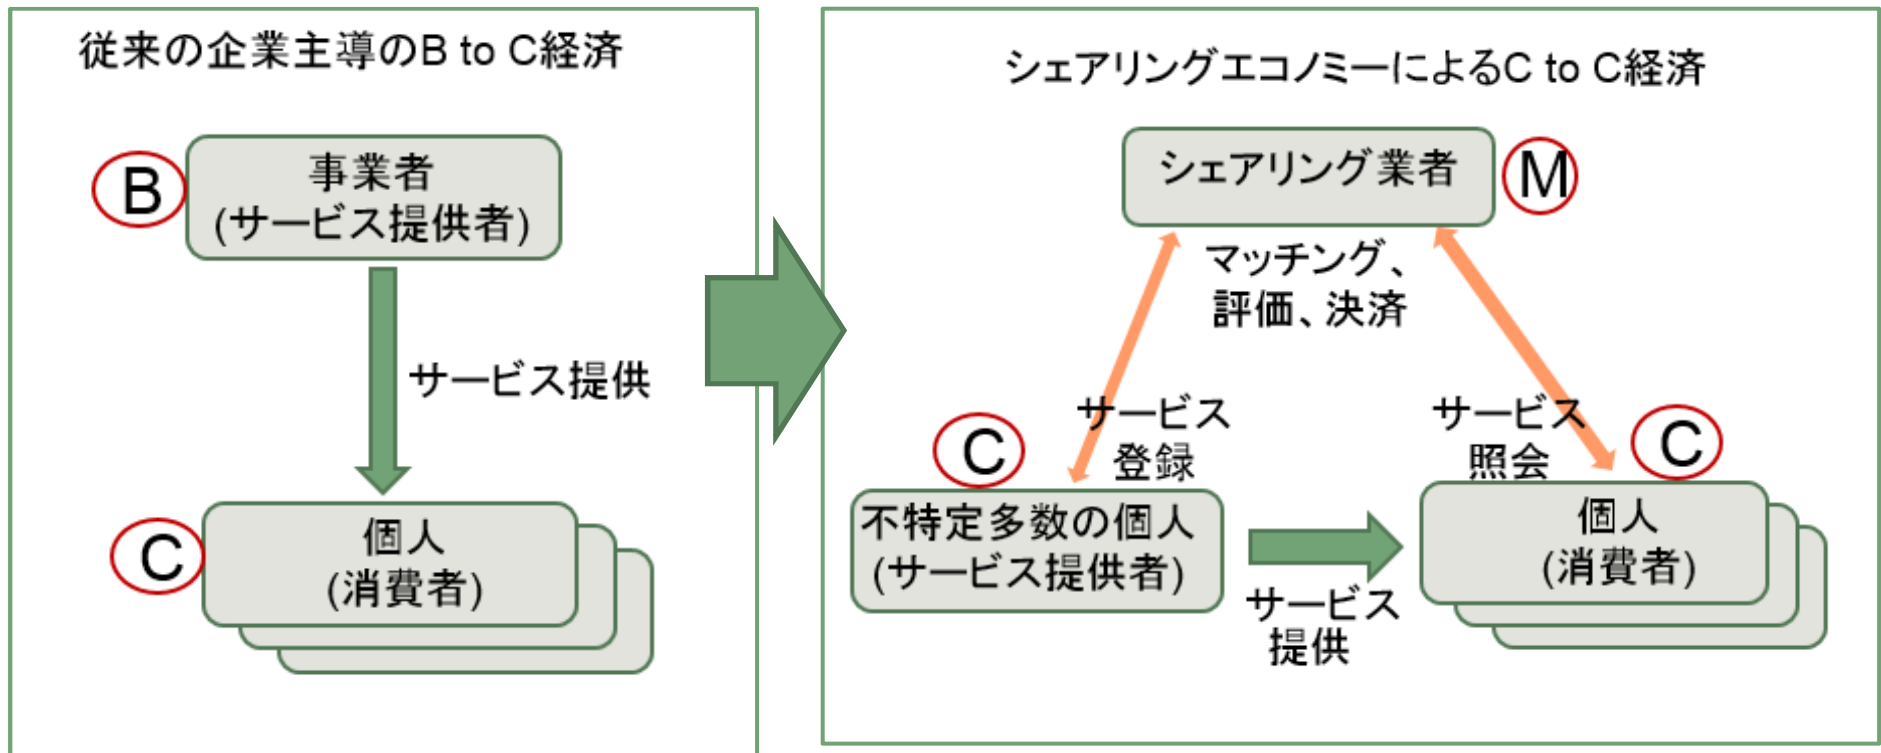 従来の企業主導のB to C経済
B
事業者
(サービス提供者)
サービス提供
C
個人
(消費者)
シェアリングエコノミーによるC to C経済
シェアリング業者
M
マッチング、
評価、決済
サービス
登録
サービス
照会
C
C
不特定多数の個人
(サービス提供者)
サービス
提供
個人
(消費者)